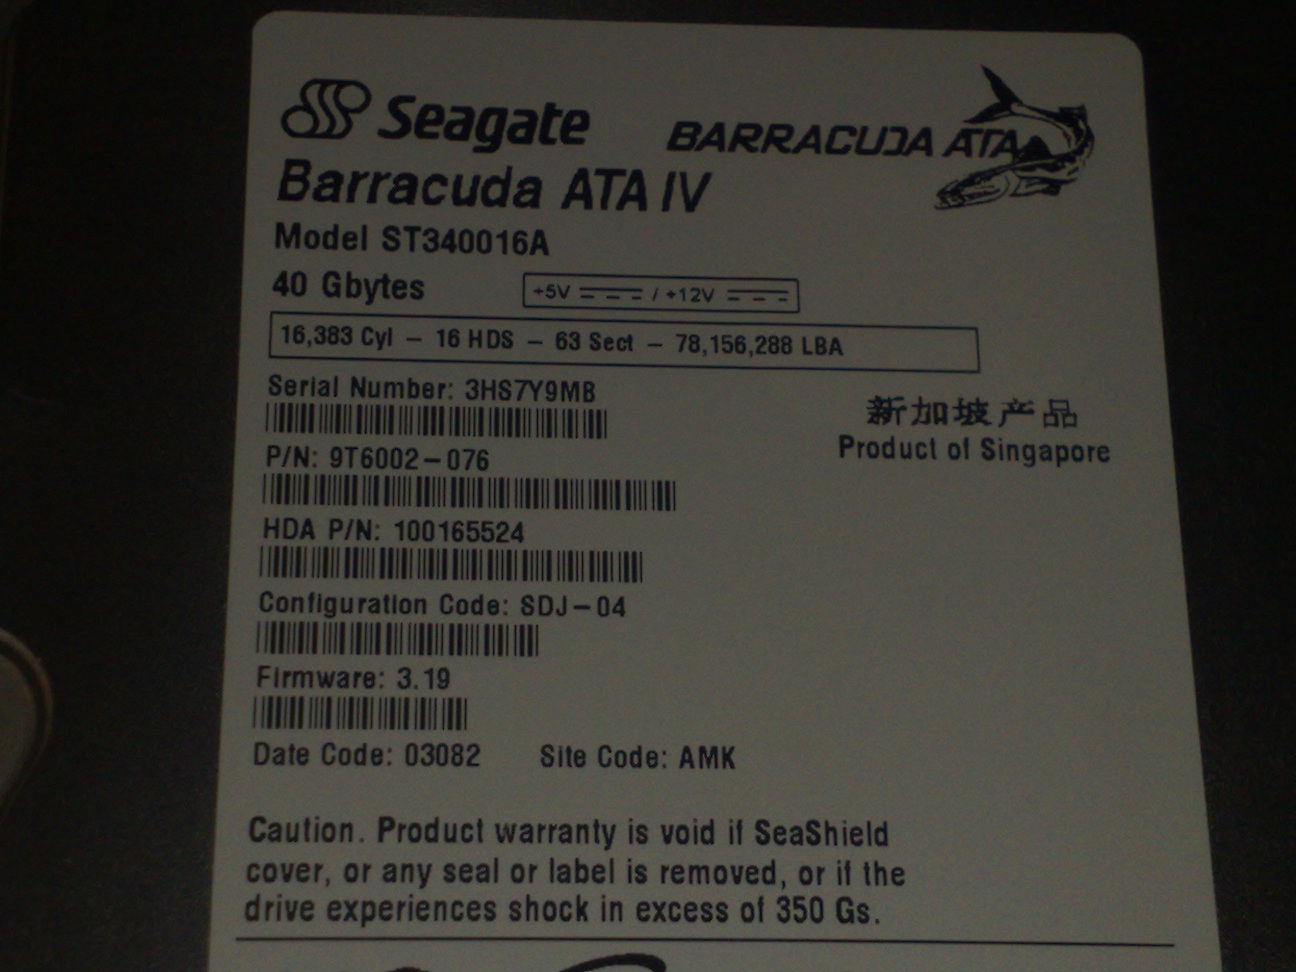 Seagate
BARRACUDA ATA
Barracuda ATA IV
Model ST340016A
40 Gbytes
+5V / +12V
16,383 Cyl – 16 HDS – 63 Sect – 78,156,288 LBA
Serial Number: 3HS7Y9MB
新加坡产品
Product of Singapore
P/N: 9T6002-076
HDA P/N: 100165524
Configuration Code: SDJ-04
Firmware: 3.19
Date Code: 03082 Site Code: AMK
Caution. Product warranty is void if SeaShield
cover, or any seal or label is removed, or if the
drive experiences shock in excess of 350 Gs.